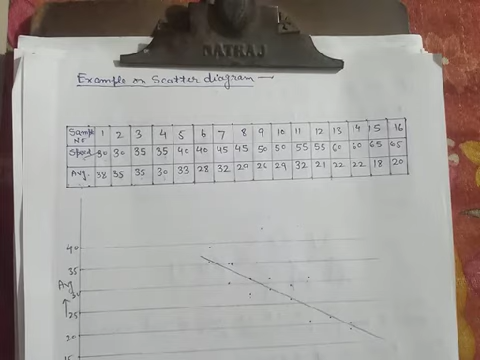 NATRAJ
Example on Scatter diagram
Sample No. 1 2 3 4 5 6 7 8 9 10 11 12 13 14 15 16
Speed 30 30 35 35 40 40 45 45 50 50 55 55 60 60 65 65
Avg. 38 35 35 30 33 28 32 20 26 29 32 21 22 22 18 20
40
35
30
25
20
15